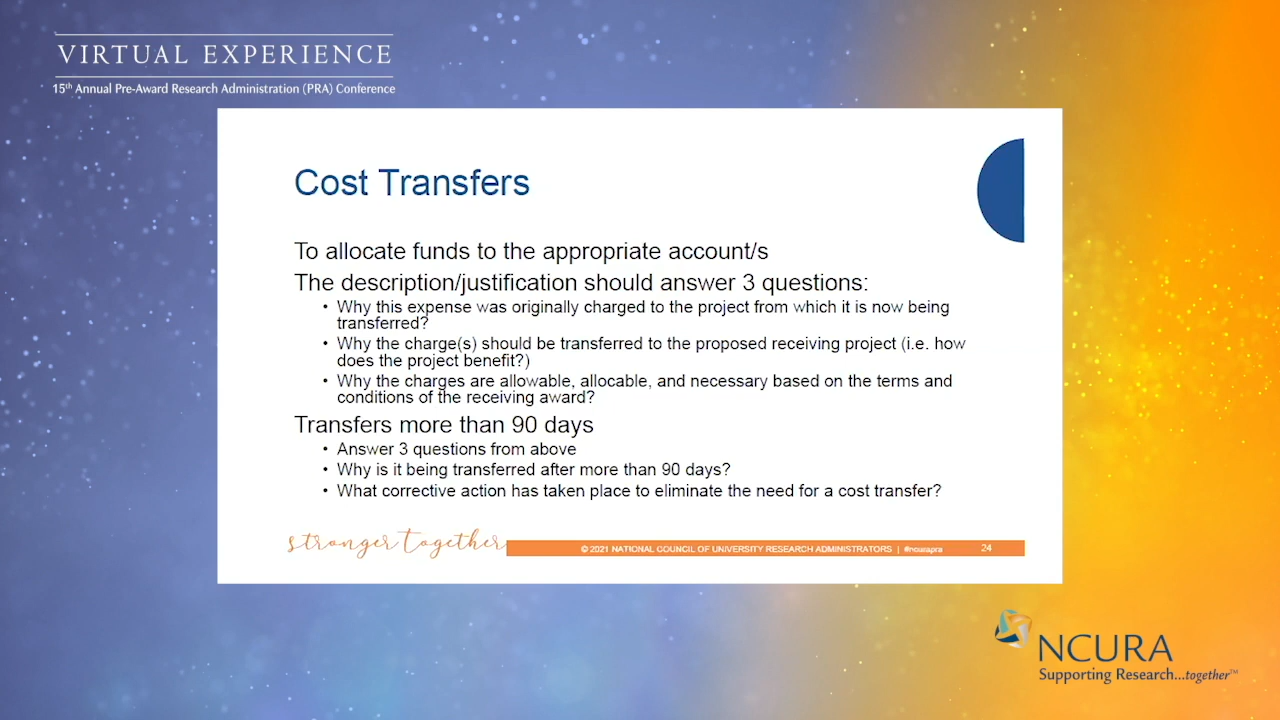 VIRTUAL EXPERIENCE
15th Annual Pre-Award Research Administration (PRA) Conference
Cost Transfers
To allocate funds to the appropriate account/s
The description/justification should answer 3 questions:
• Why this expense was originally charged to the project from which it is now being
transferred?
• Why the charge(s) should be transferred to the proposed receiving project (i.e. how
does the project benefit?)
• Why the charges are allowable, allocable, and necessary based on the terms and
conditions of the receiving award?
Transfers more than 90 days
• Answer 3 questions from above
• Why is it being transferred after more than 90 days?
• What corrective action has taken place to eliminate the need for a cost transfer?
stronger together
© 2021 NATIONAL COUNCIL OF UNIVERSITY RESEARCH ADMINISTRATORS | #ncurapra 24
NCURA
Supporting Research...together™